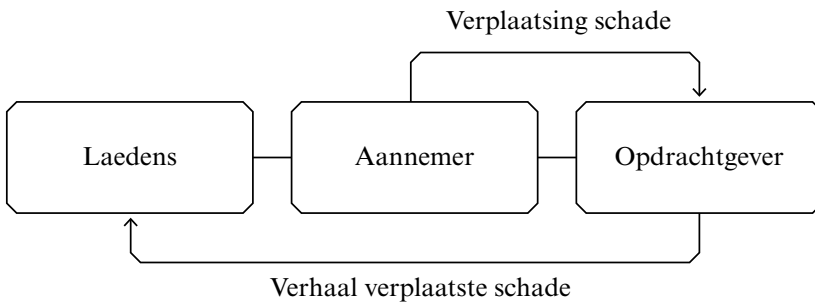 Verplaatsing schade
Laedens
Aannemer
Opdrachtgever
Verhaal verplaatste schade